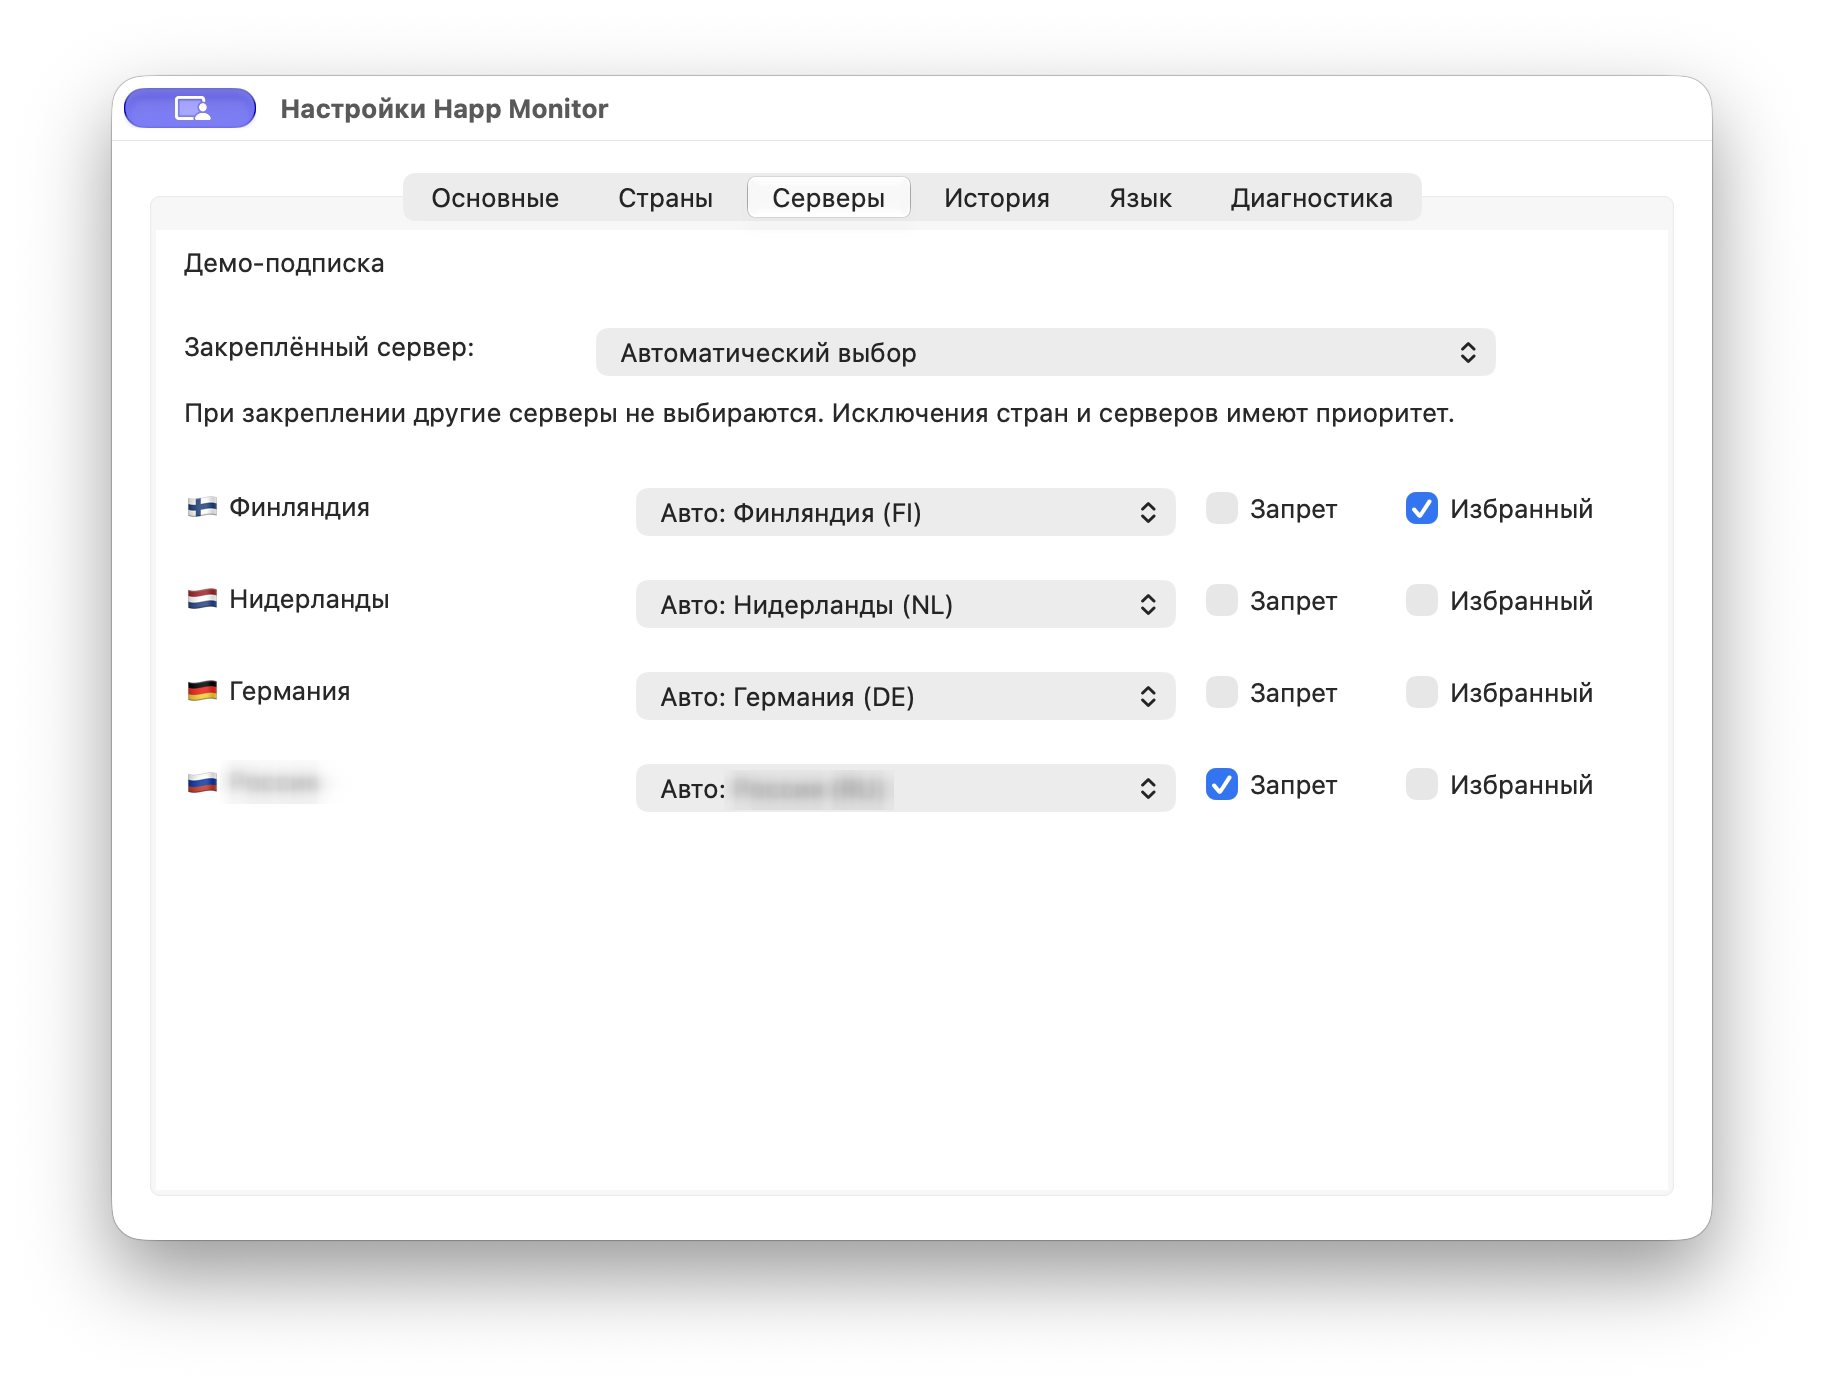 Настройки Happ Monitor
Основные Страны Серверы История Язык Диагностика
Демо-подписка
Закреплённый сервер: Автоматический выбор
При закреплении другие серверы не выбираются. Исключения стран и серверов имеют приоритет.
Финляндия Авто: Финляндия (FI) Запрет Избранный
Нидерланды Авто: Нидерланды (NL) Запрет Избранный
Германия Авто: Германия (DE) Запрет Избранный
Авто: Запрет Избранный